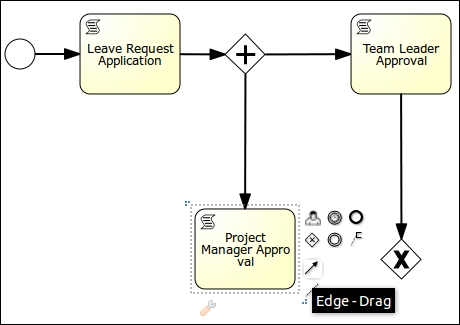 Leave Request
Application
Team Leader
Approval
Project
Manager Appro
val
Edge - Drag